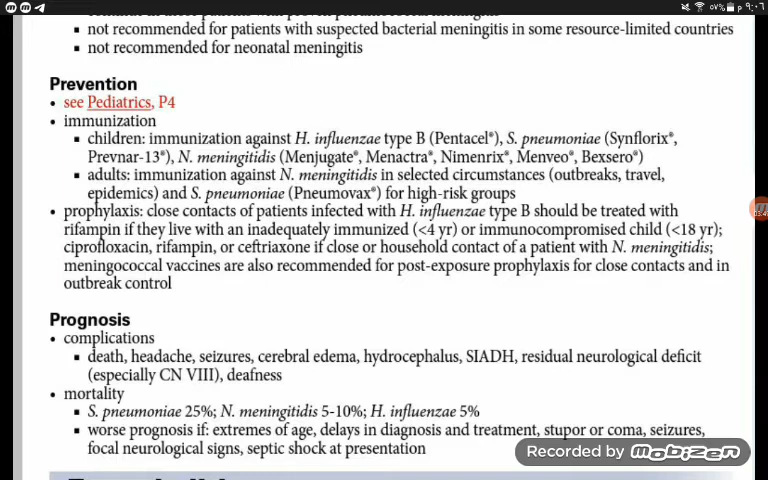 ٩:٠٦
٥٧%
not recommended for patients with suspected bacterial meningitis in some resource-limited countries
not recommended for neonatal meningitis
Prevention
• see Pediatrics, P4
• immunization
▪ children: immunization against H. influenzae type B (Pentacel®), S. pneumoniae (Synflorix®,
Prevnar-13®), N. meningitidis (Menjugate®, Menactra®, Nimenrix®, Menveo®, Bexsero®)
▪ adults: immunization against N. meningitidis in selected circumstances (outbreaks, travel,
epidemics) and S. pneumoniae (Pneumovax®) for high-risk groups
• prophylaxis: close contacts of patients infected with H. influenzae type B should be treated with
rifampin if they live with an inadequately immunized (<4 yr) or immunocompromised child (<18 yr);
ciprofloxacin, rifampin, or ceftriaxone if close or household contact of a patient with N. meningitidis;
meningococcal vaccines are also recommended for post-exposure prophylaxis for close contacts and in
outbreak control
Prognosis
• complications
▪ death, headache, seizures, cerebral edema, hydrocephalus, SIADH, residual neurological deficit
(especially CN VIII), deafness
• mortality
▪ S. pneumoniae 25%; N. meningitidis 5-10%; H. influenzae 5%
▪ worse prognosis if: extremes of age, delays in diagnosis and treatment, stupor or coma, seizures,
focal neurological signs, septic shock at presentation
Recorded by mobizen